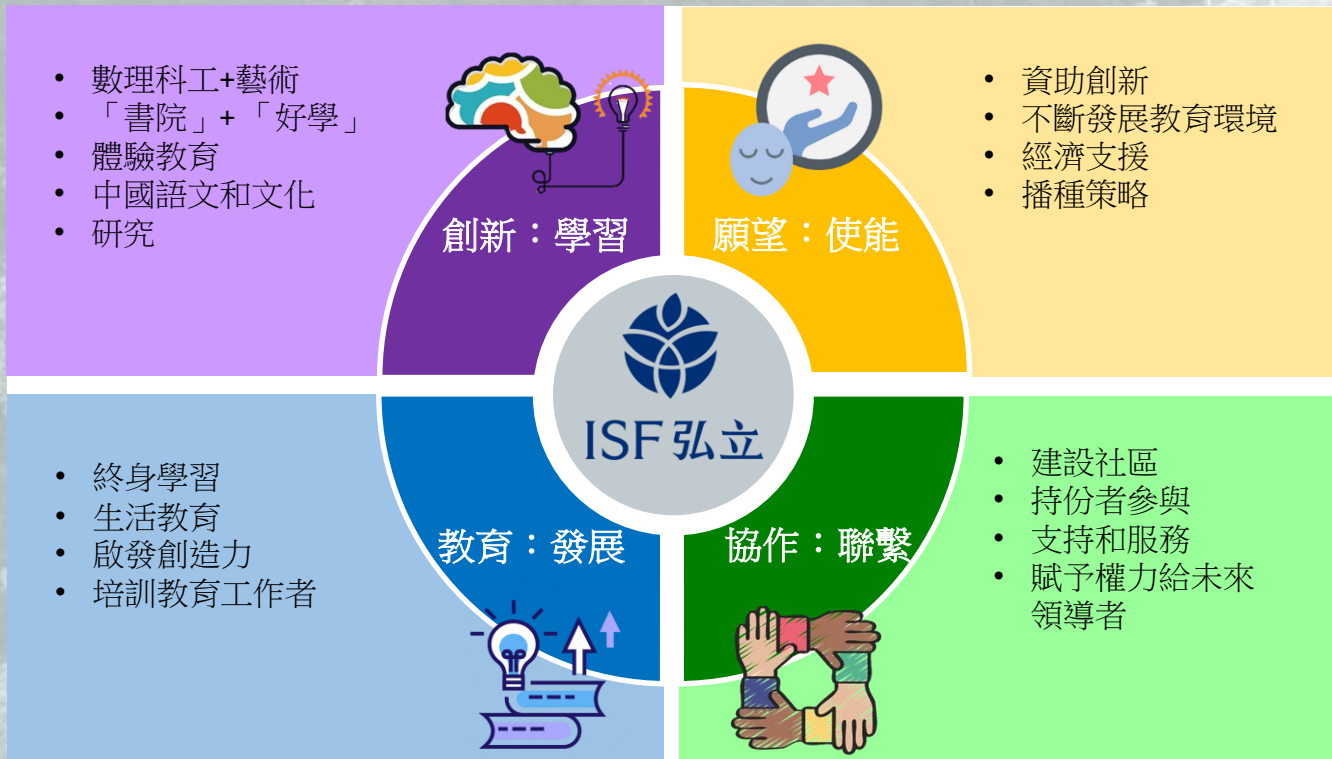 • 數理科工+藝術
• 「書院」+「好學」
• 體驗教育
• 中國語文和文化
• 研究
創新：學習
願望：使能
• 資助創新
• 不斷發展教育環境
• 經濟支援
• 播種策略
ISF 弘立
• 終身學習
• 生活教育
• 啟發創造力
• 培訓教育工作者
教育：發展
協作：聯繫
• 建設社區
• 持份者參與
• 支持和服務
• 賦予權力給未來
領導者